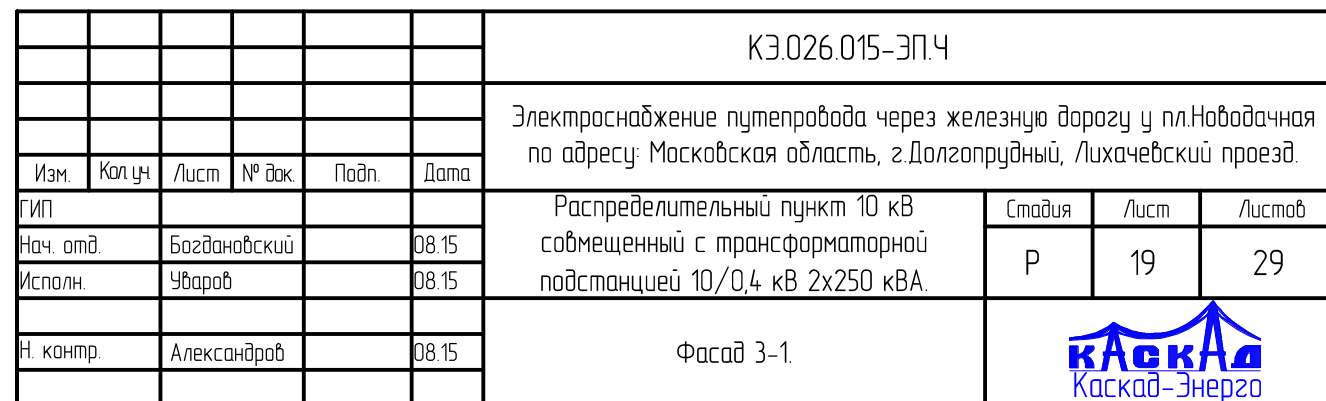 КЭ.026.015-ЭП.Ч
Электроснабжение путепровода через железную дорогу у пл.Новодачная
по адресу: Московская область, г.Долгопрудный, Лихачевский проезд.
Изм. Кол.уч. Лист № док. Подп. Дата
ГИП
Нач. отд. Богдановский 08.15
Исполн. Уваров 08.15
Н. контр. Александров 08.15
Распределительный пункт 10 кВ
совмещенный с трансформаторной
подстанцией 10/0,4 кВ 2х250 кВА.
Стадия Лист Листов
Р 19 29
Фасад 3-1.
КАСКАД
Каскад-Энерго